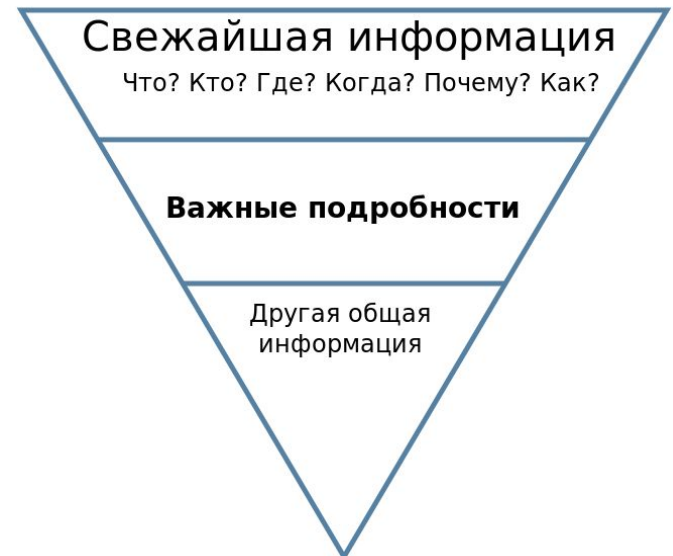 Свежайшая информация
Что? Кто? Где? Когда? Почему? Как?
Важные подробности
Другая общая
информация